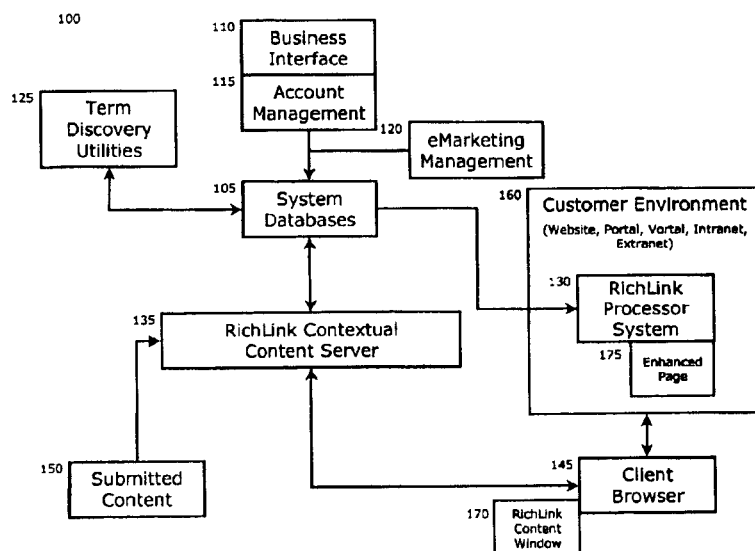 100
110
Business
Interface
115
Account
Management
125
Term
Discovery
Utilities
120
eMarketing
Management
105
System
Databases
160
Customer Environment
(Website, Portal, Vortal, Intranet,
Extranet)
130
RichLink
Processor
System
175
Enhanced
Page
135
RichLink Contextual
Content Server
150
Submitted
Content
145
Client
Browser
170
RichLink
Content
Window